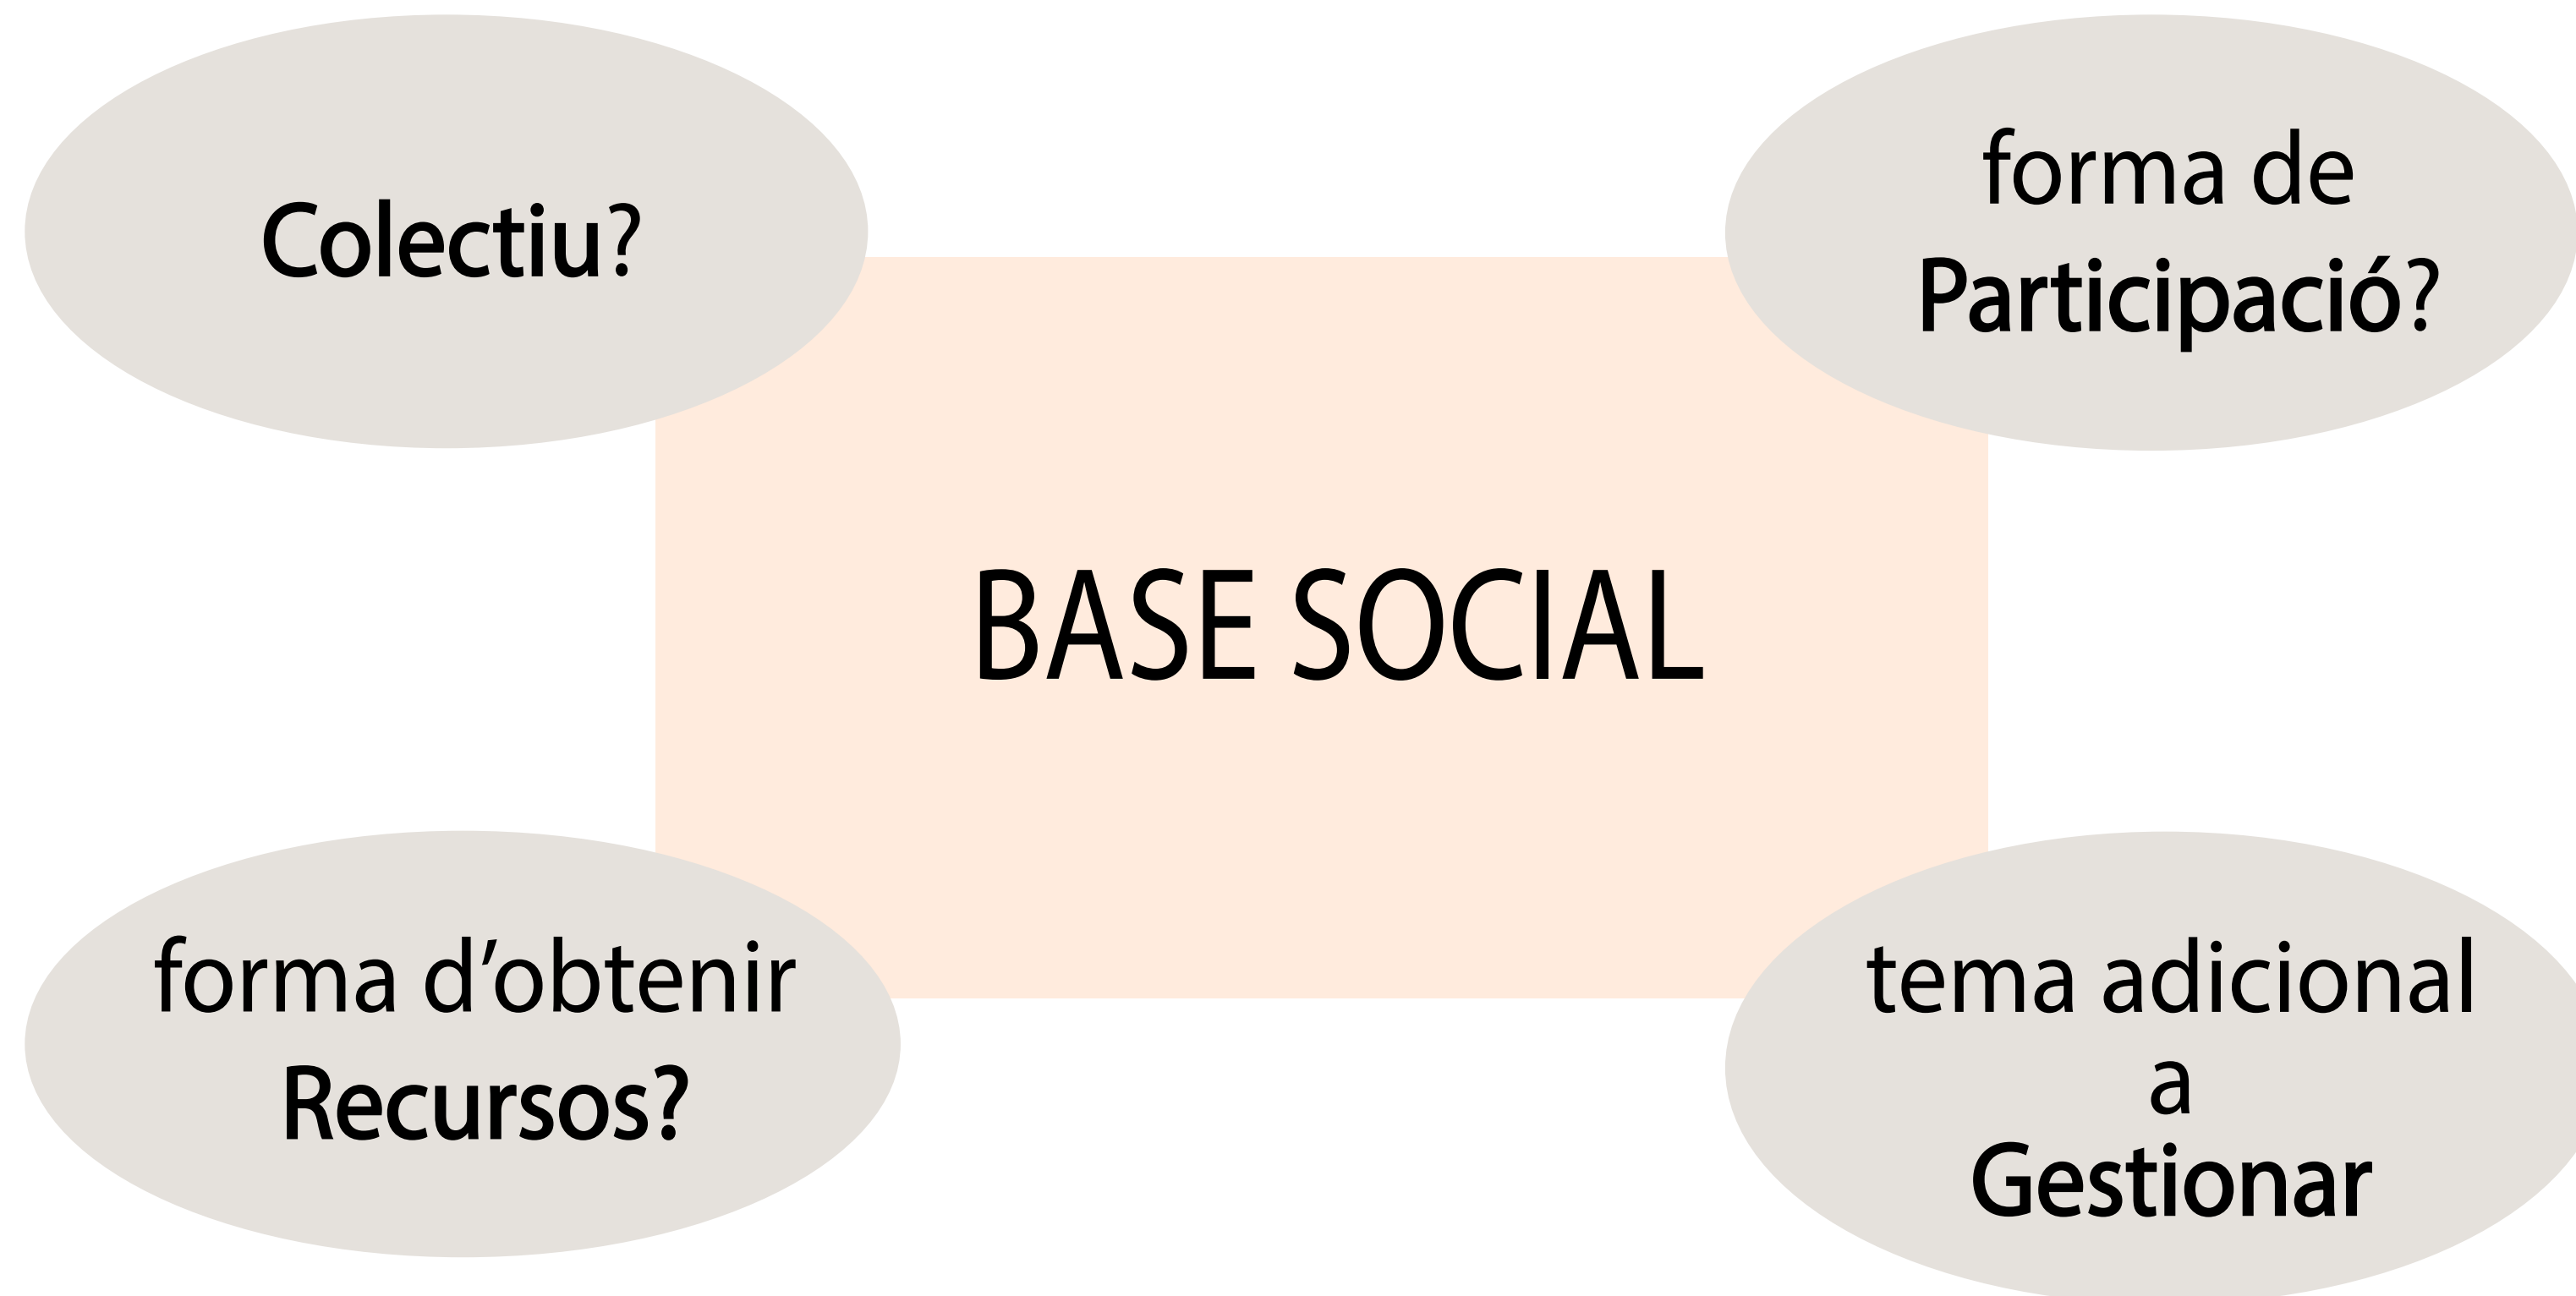 Colectiu?
forma de
Participació?
BASE SOCIAL
forma d’obtenir
Recursos?
tema adicional
a
Gestionar